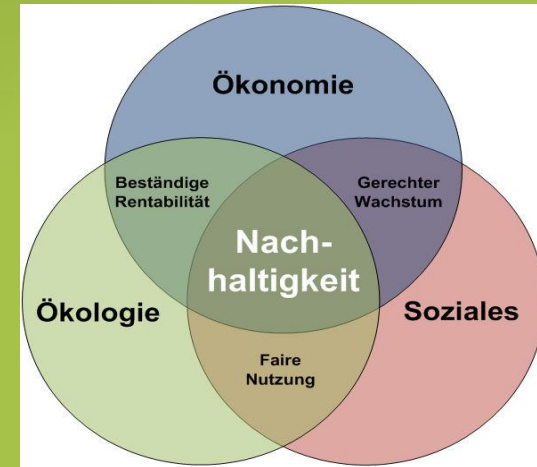 Ökonomie
Beständige
Rentabilität
Gerechter
Wachstum
Nach-
haltigkeit
Ökologie
Soziales
Faire
Nutzung